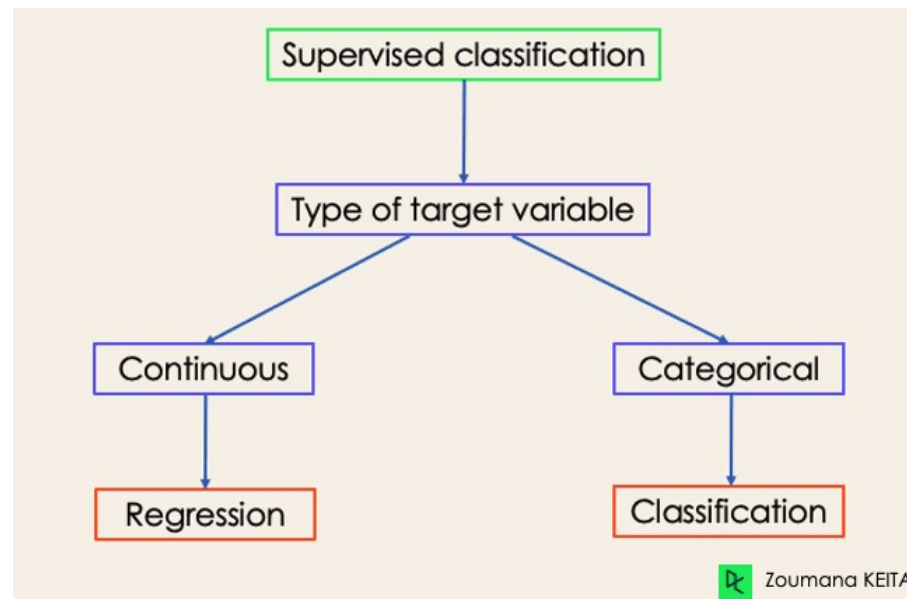 Supervised classification
Type of target variable
Continuous
Categorical
Regression
Classification
Zoumana KEITA